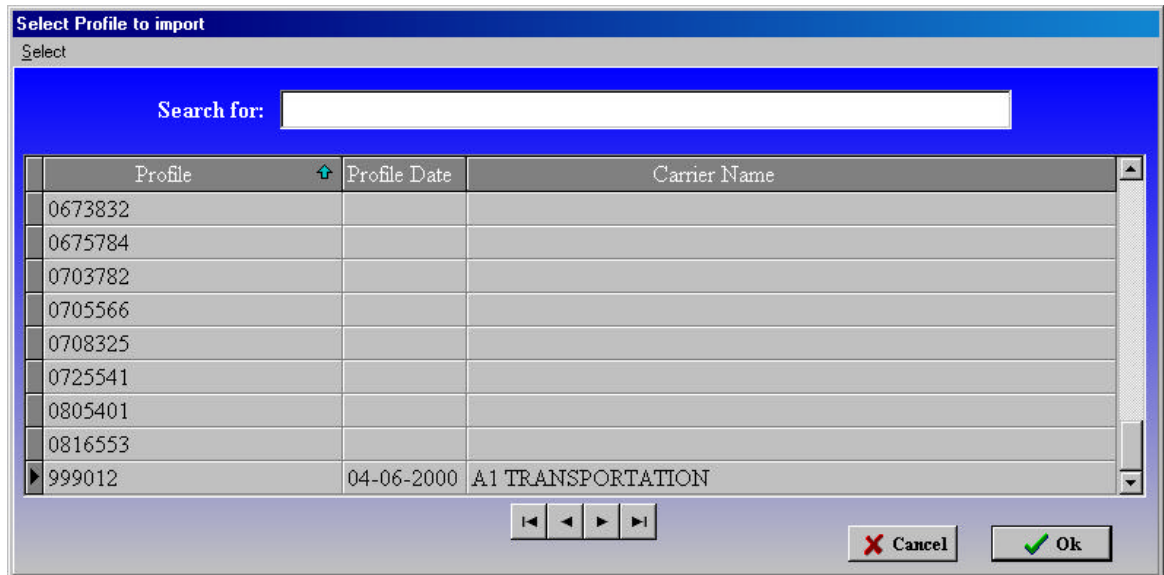 Select Profile to import
Select
Search for:
Profile Profile Date Carrier Name
0673832
0675784
0703782
0705566
0708325
0725541
0805401
0816553
999012 04-06-2000 A1 TRANSPORTATION
Cancel Ok